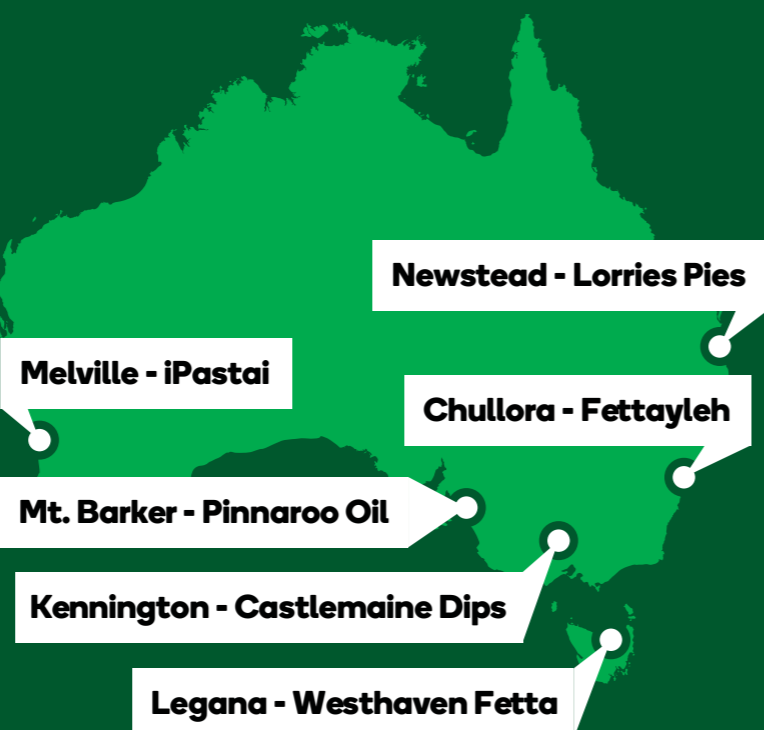 Newstead - Lorries Pies
Melville - iPastai
Chullora - Fettayleh
Mt. Barker - Pinnaroo Oil
Kennington - Castlemaine Dips
Legana - Westhaven Fetta